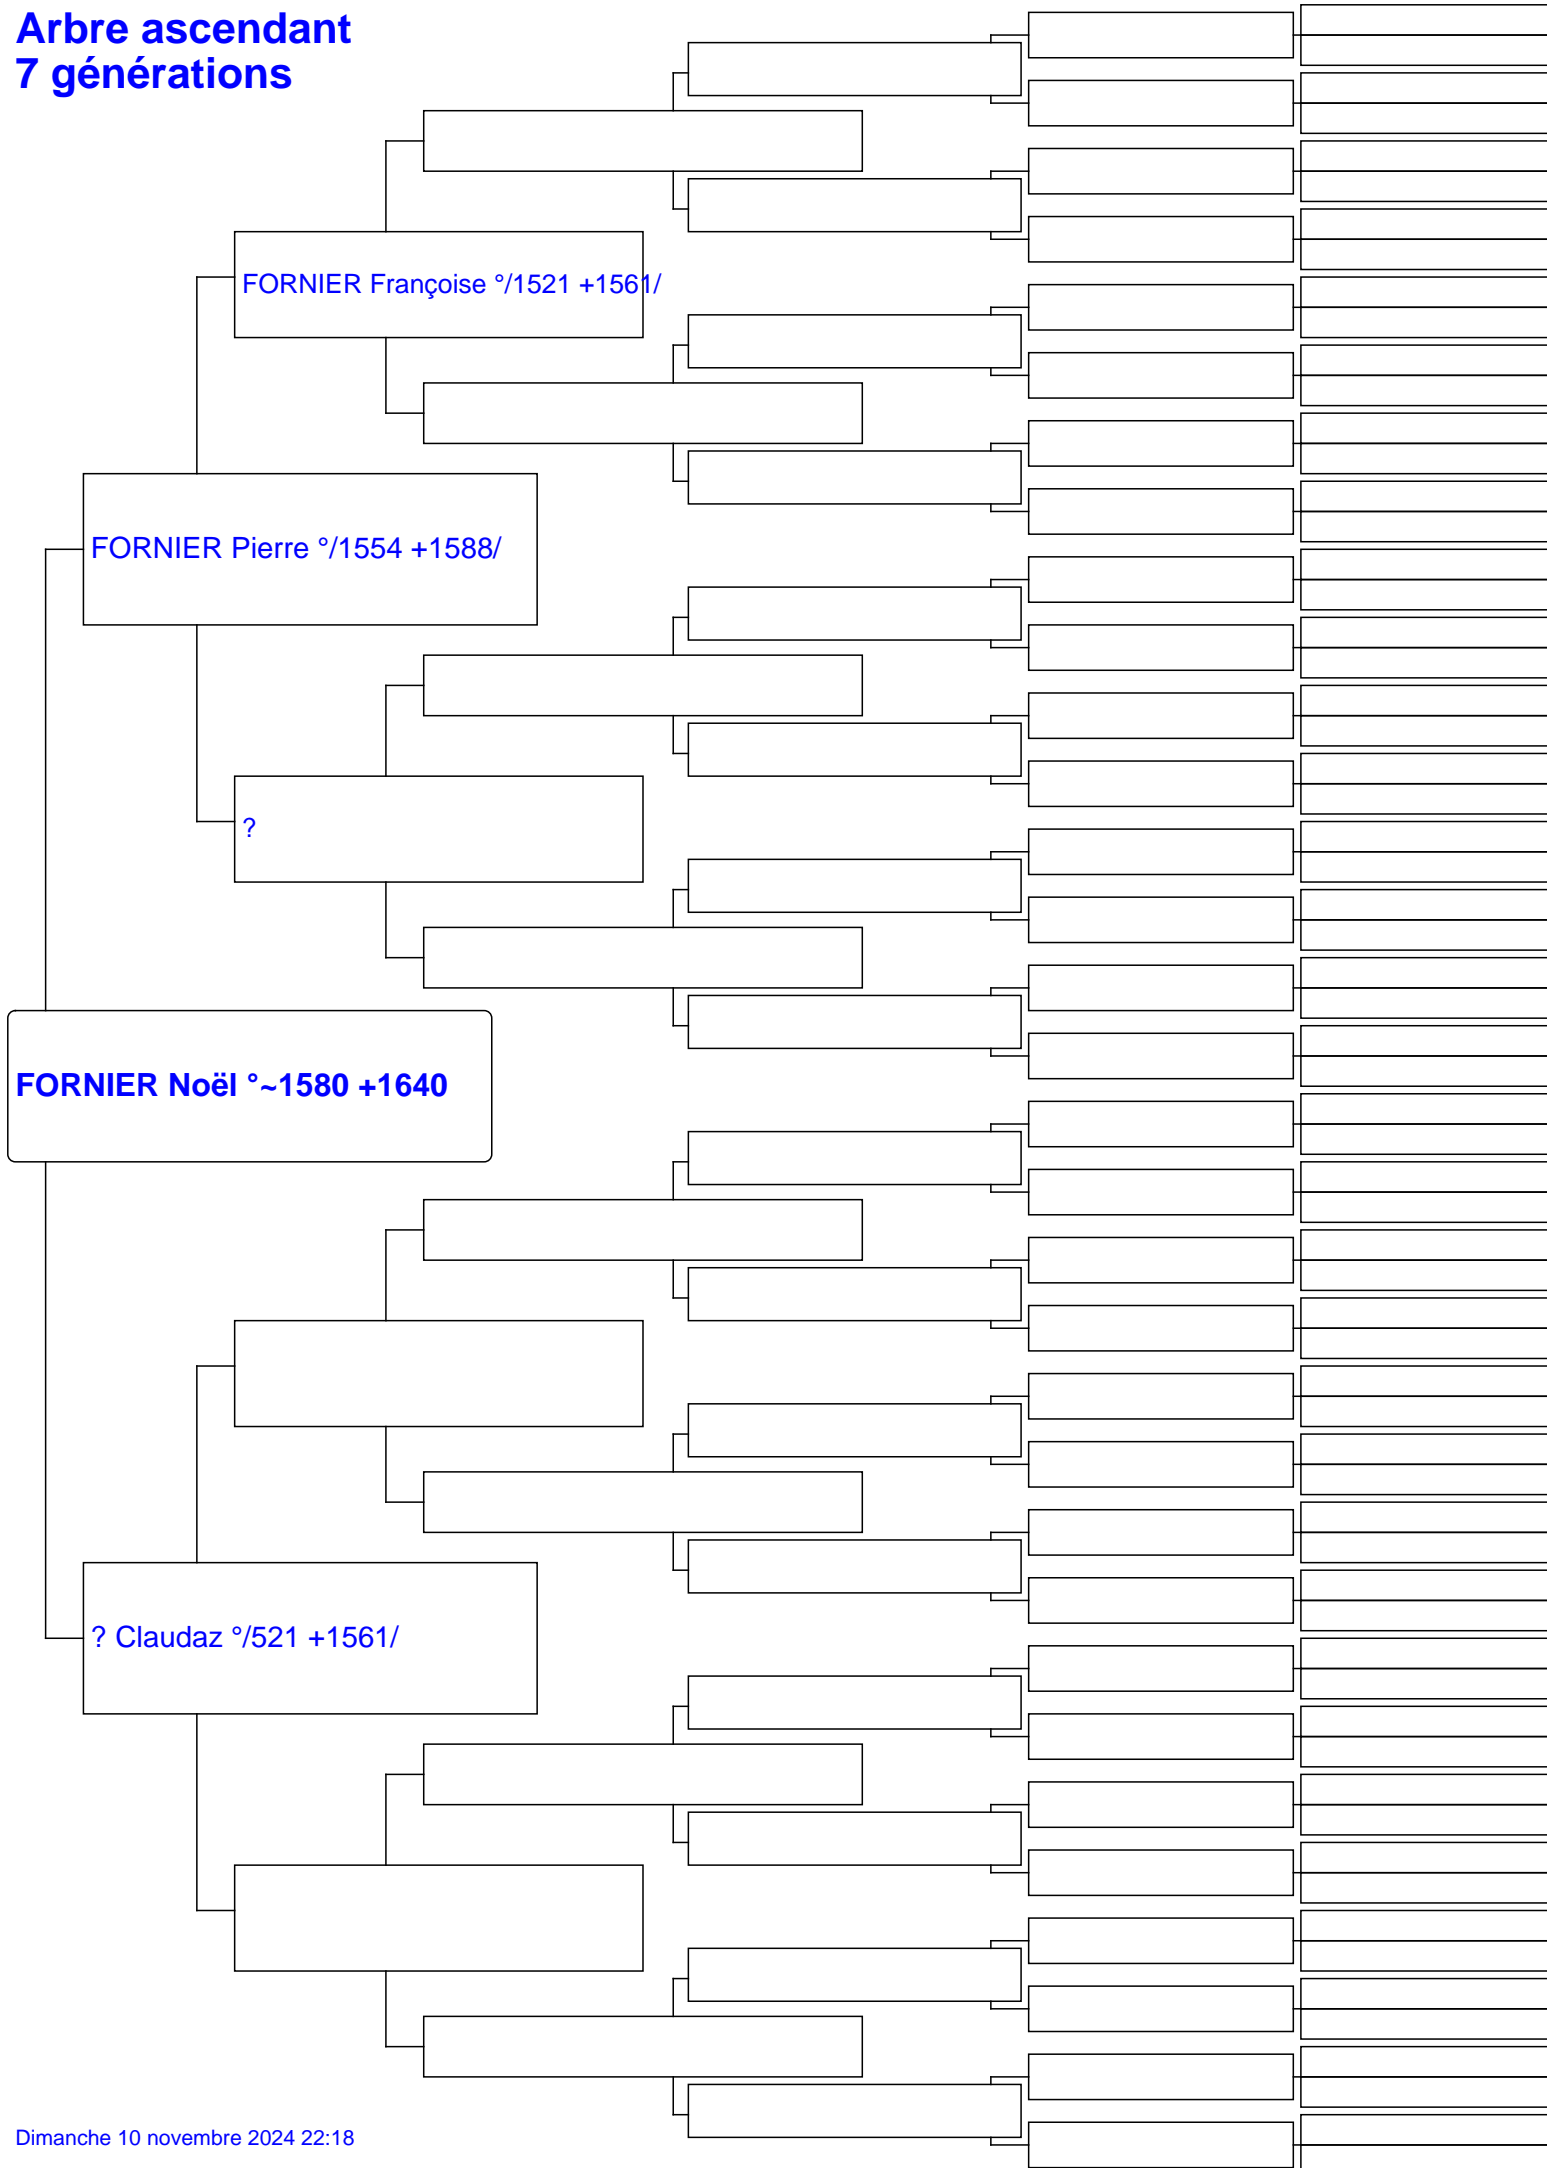 Arbre ascendant
7 générations
FORNIER Françoise °/1521 +1561/
FORNIER Pierre °/1554 +1588/
?
FORNIER Noël °~1580 +1640
? Claudaz °/521 +1561/
Dimanche 10 novembre 2024 22:18